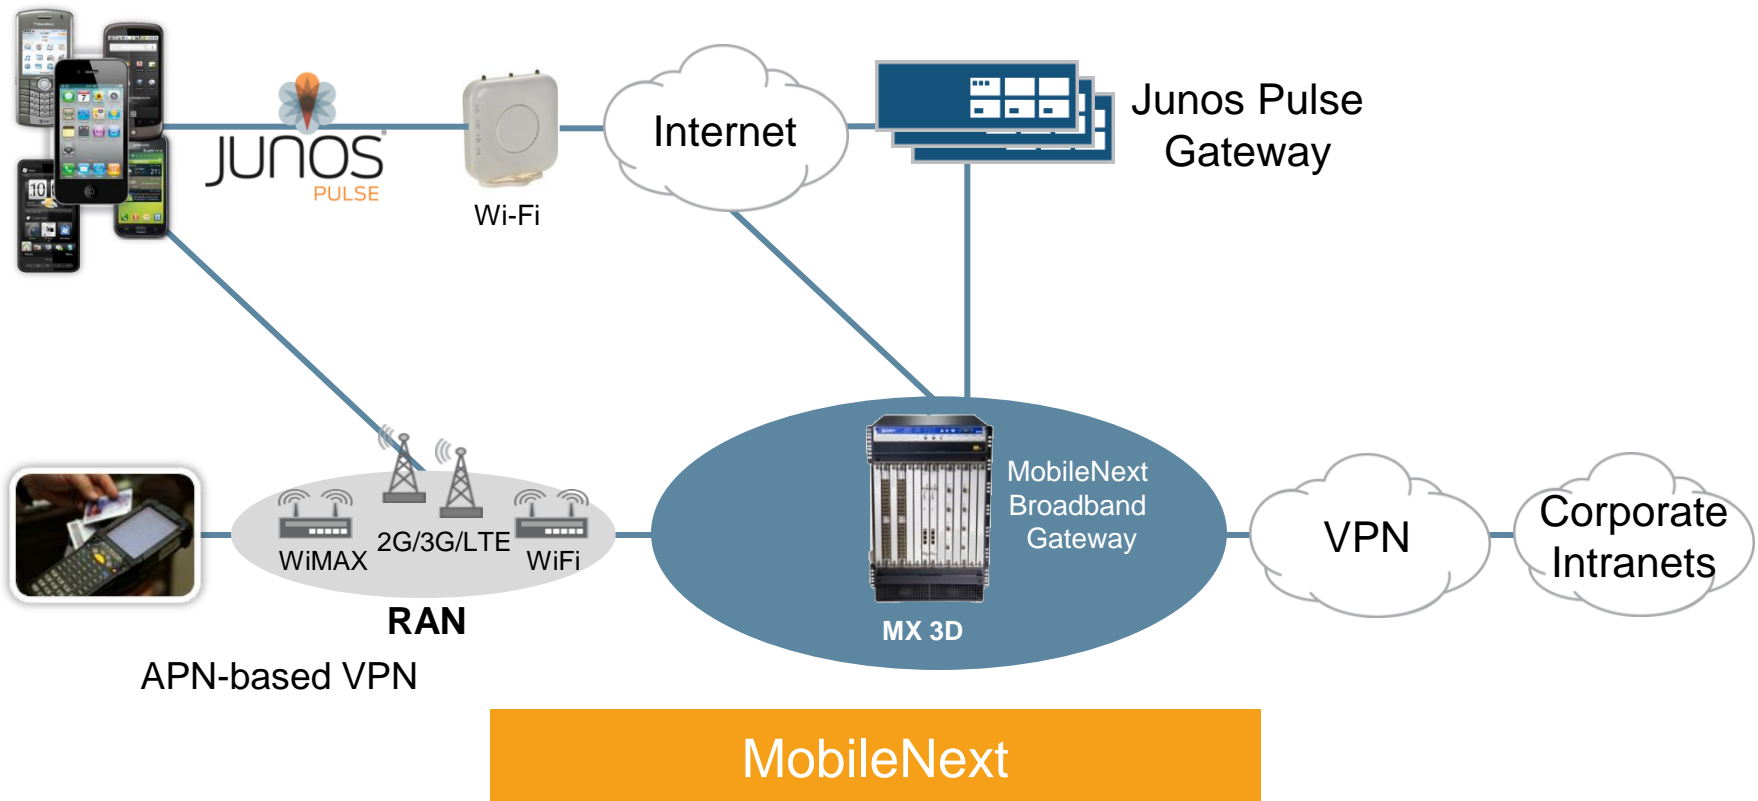 JUNOS
PULSE
Wi-Fi
Internet
Junos Pulse
Gateway
WiMAX
2G/3G/LTE
WiFi
RAN
APN-based VPN
MobileNext
Broadband
Gateway
MX 3D
VPN
Corporate
Intranets
MobileNext